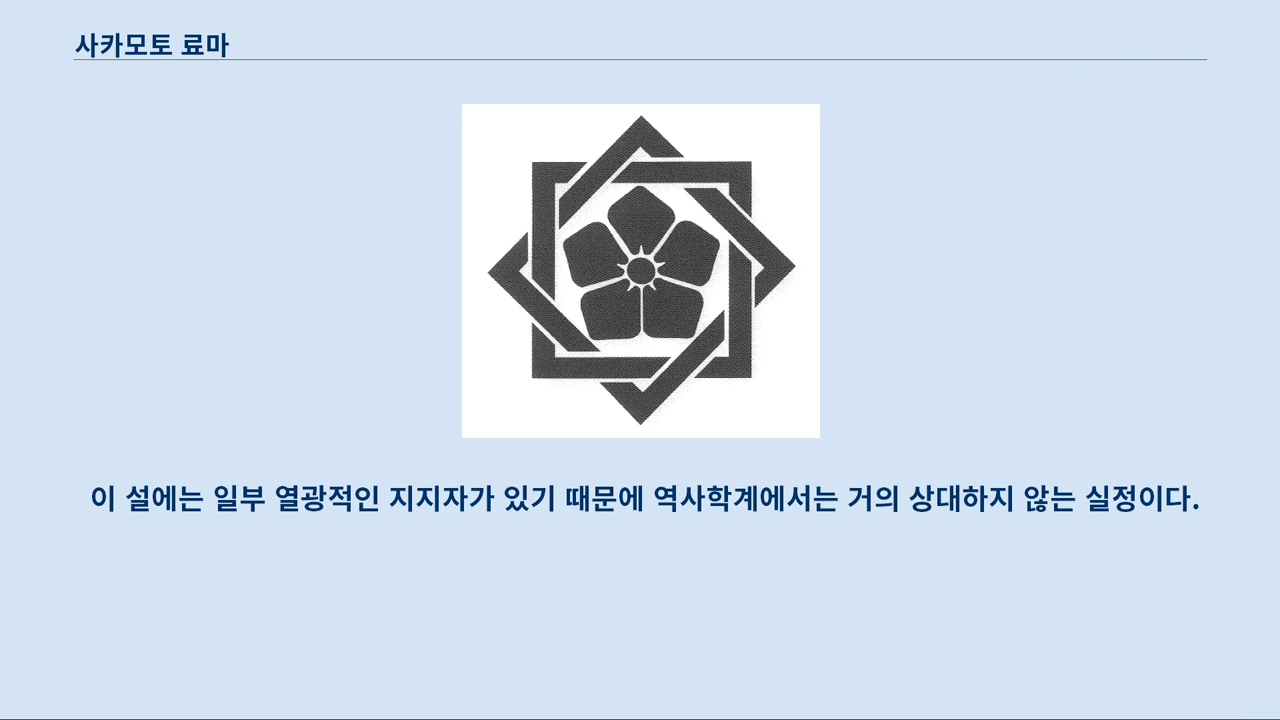 사카모토 료마
이 설에는 일부 열광적인 지지자가 있기 때문에 역사학계에서는 거의 상대하지 않는 실정이다.